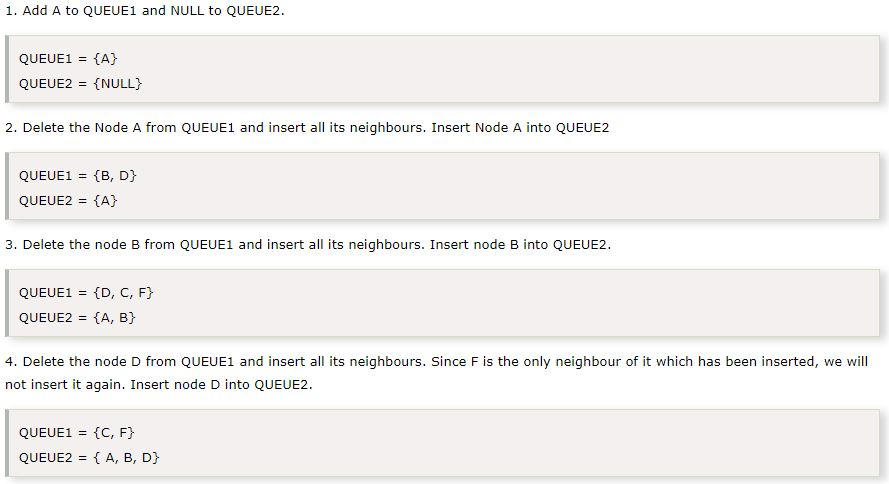 1. Add A to QUEUE1 and NULL to QUEUE2.
QUEUE1 = {A}
QUEUE2 = {NULL}
2. Delete the Node A from QUEUE1 and insert all its neighbours. Insert Node A into QUEUE2
QUEUE1 = {B, D}
QUEUE2 = {A}
3. Delete the node B from QUEUE1 and insert all its neighbours. Insert node B into QUEUE2.
QUEUE1 = {D, C, F}
QUEUE2 = {A, B}
4. Delete the node D from QUEUE1 and insert all its neighbours. Since F is the only neighbour of it which has been inserted, we will
not insert it again. Insert node D into QUEUE2.
QUEUE1 = {C, F}
QUEUE2 = { A, B, D}